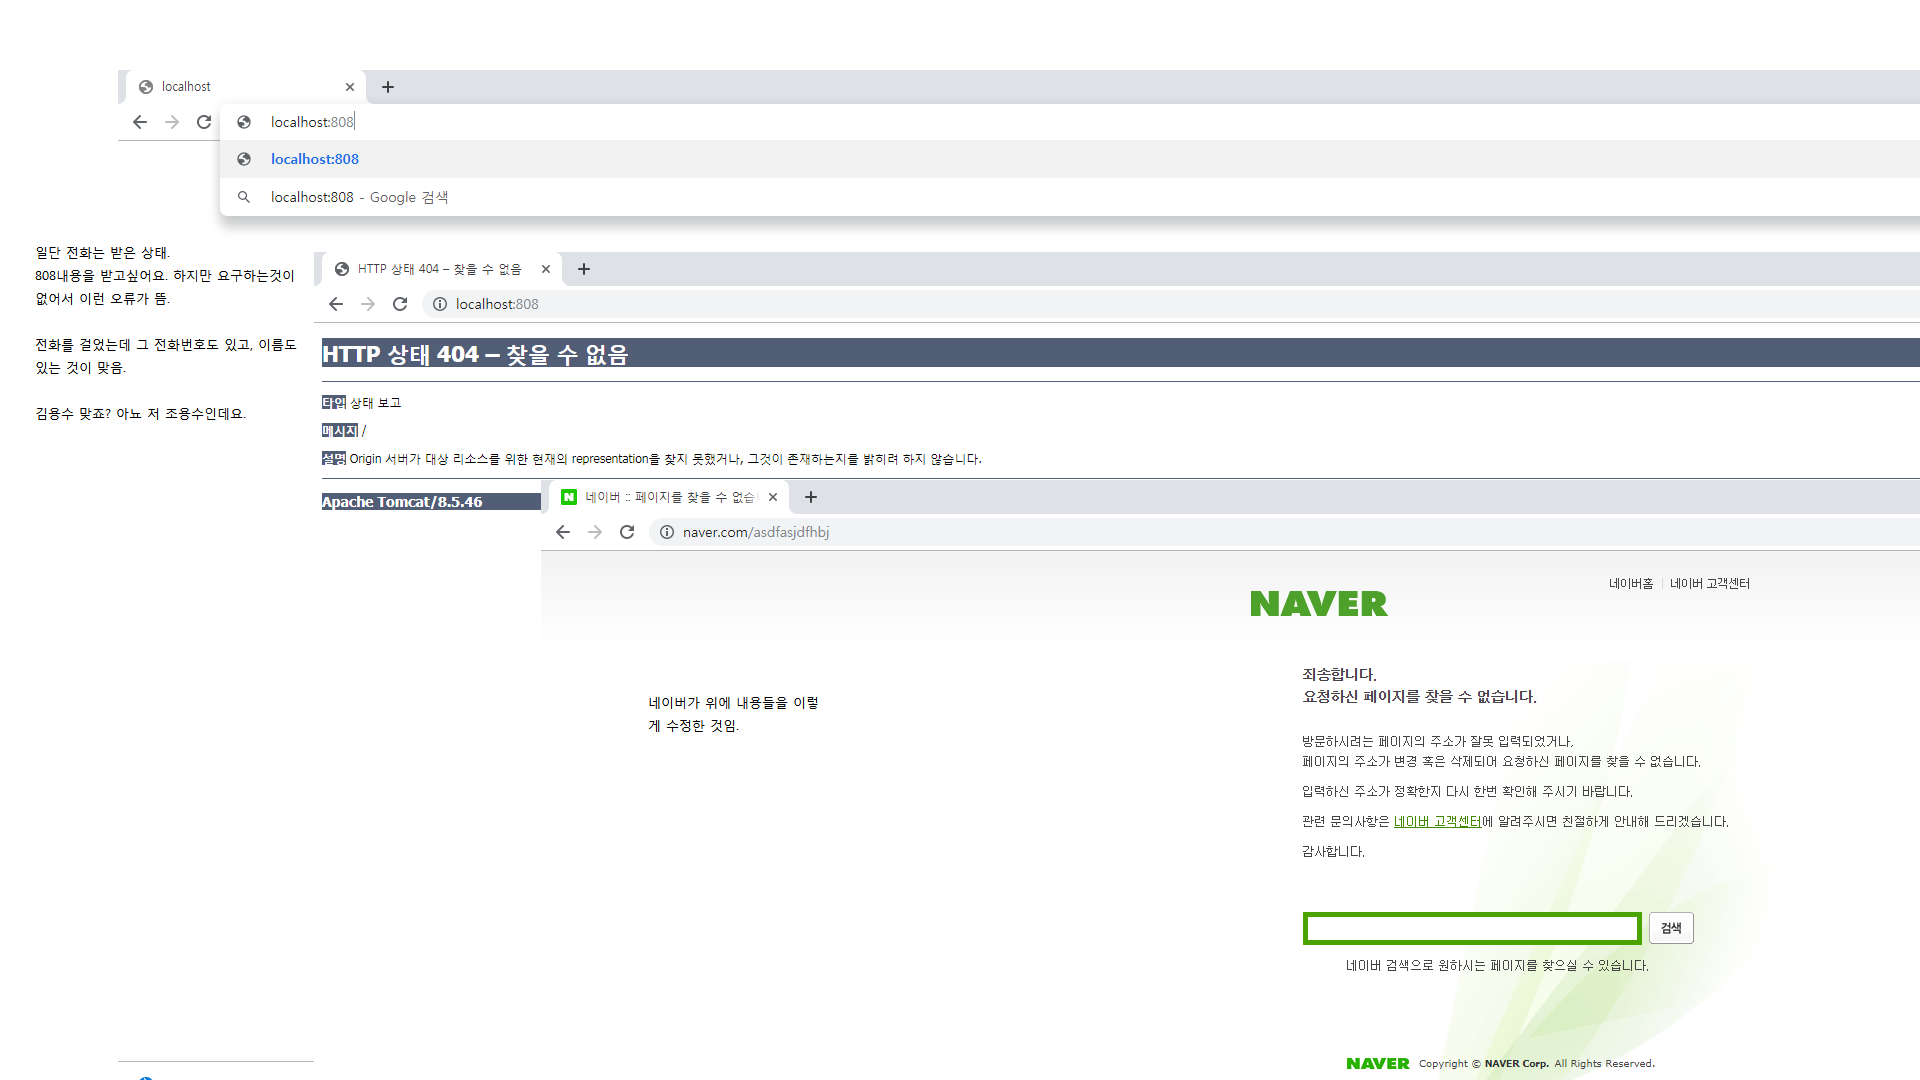 localhost
localhost:808
localhost:808
localhost:808 - Google 검색
일단 전화는 받은 상태.
808내용을 받고싶어요. 하지만 요구하는것이
없어서 이런 오류가 뜸.
전화를 걸었는데 그 전화번호도 있고, 이름도
있는 것이 맞음.
김용수 맞죠? 아뇨 저 조용수인데요.
HTTP 상태 404 – 찾을 수 없음
localhost:808
HTTP 상태 404 – 찾을 수 없음
타입 상태 보고
메시지 /
설명 Origin 서버가 대상 리소스를 위한 현재의 representation을 찾지 못했거나, 그것이 존재하는지를 밝히려 하지 않습니다.
Apache Tomcat/8.5.46
네이버 :: 페이지를 찾을 수 없습니
naver.com/asdfasjdfhbj
네이버홈 | 네이버 고객센터
NAVER
네이버가 위에 내용들을 이렇
게 수정한 것임.
죄송합니다.
요청하신 페이지를 찾을 수 없습니다.
방문하시려는 페이지의 주소가 잘못 입력되었거나,
페이지의 주소가 변경 혹은 삭제되어 요청하신 페이지를 찾을 수 없습니다.
입력하신 주소가 정확한지 다시 한번 확인해 주시기 바랍니다.
관련 문의사항은 네이버 고객센터에 알려주시면 친절하게 안내해 드리겠습니다.
감사합니다.
검색
네이버 검색으로 원하시는 페이지를 찾으실 수 있습니다.
NAVER Copyright © NAVER Corp. All Rights Reserved.